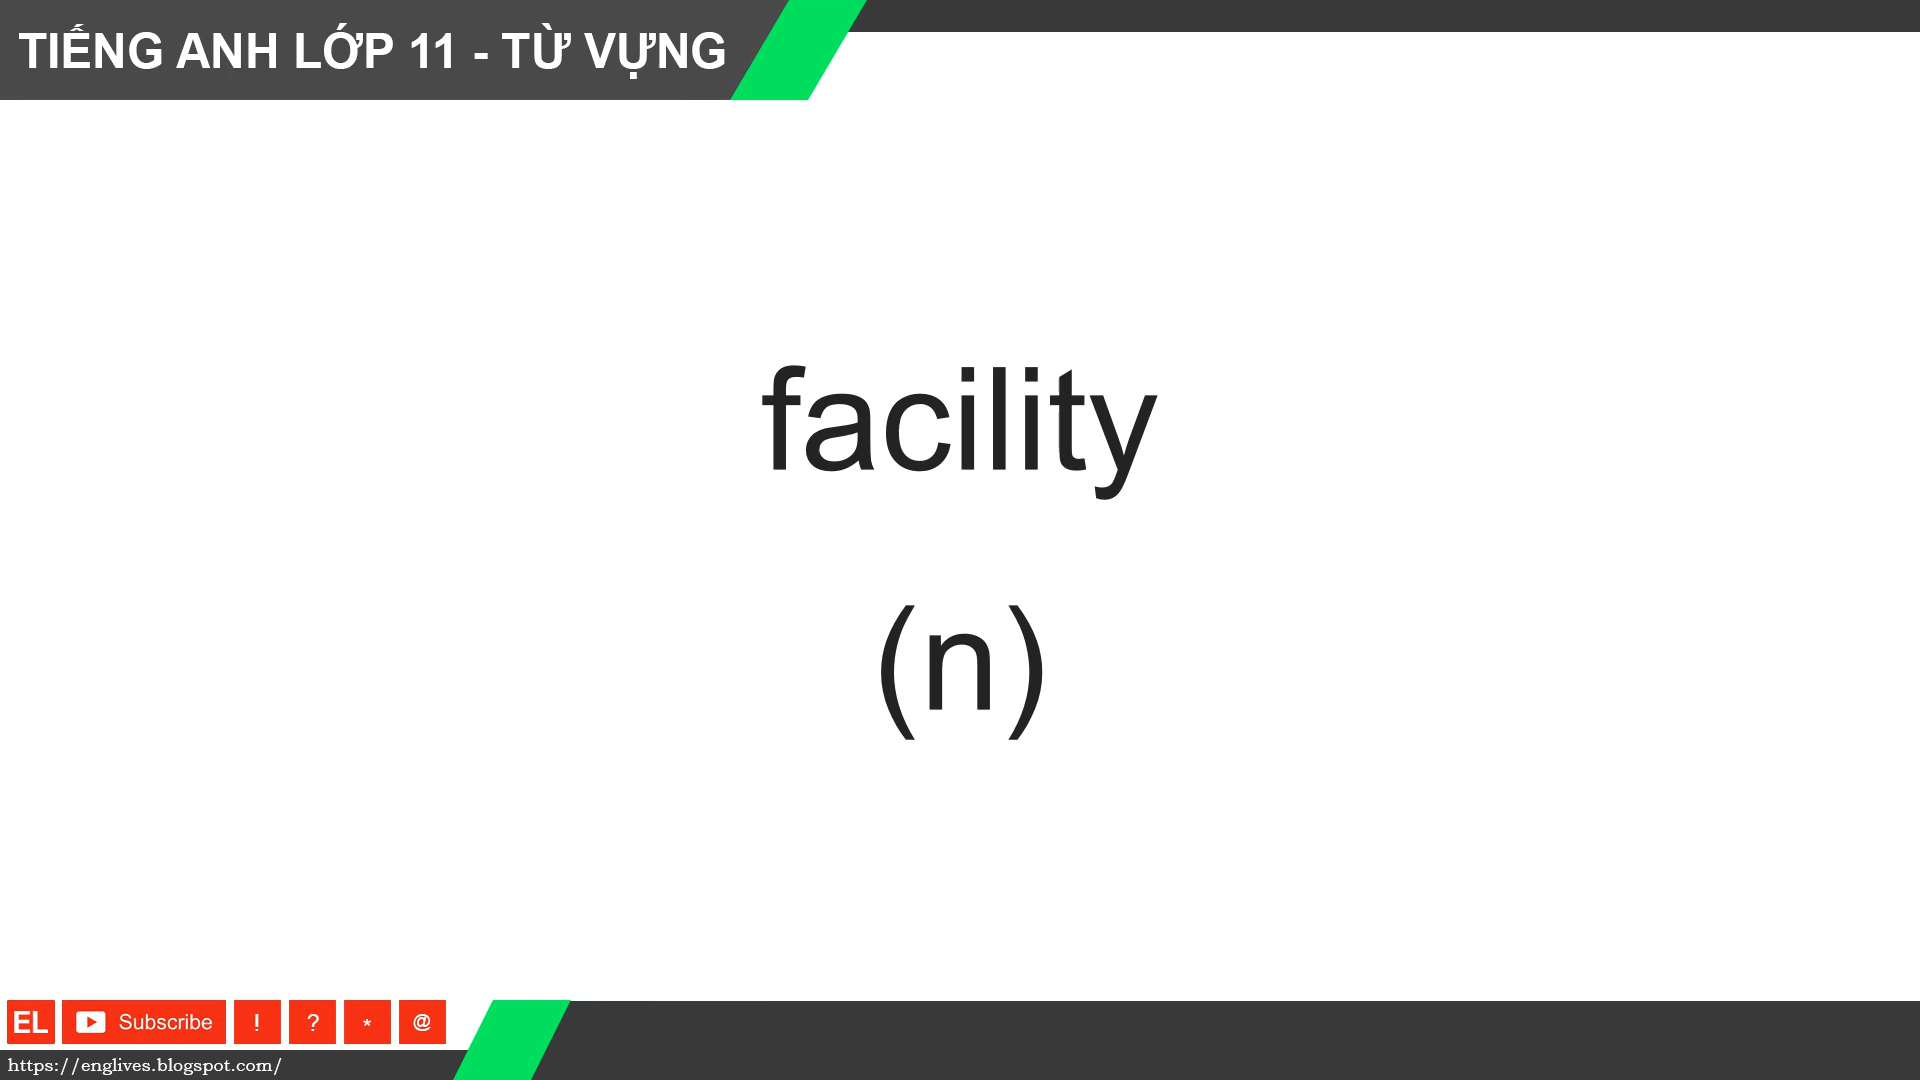 TIẾNG ANH LỚP 11 - TỪ VỰNG
facility
(n)
EL Subscribe ! ? * @
https://englives.blogspot.com/